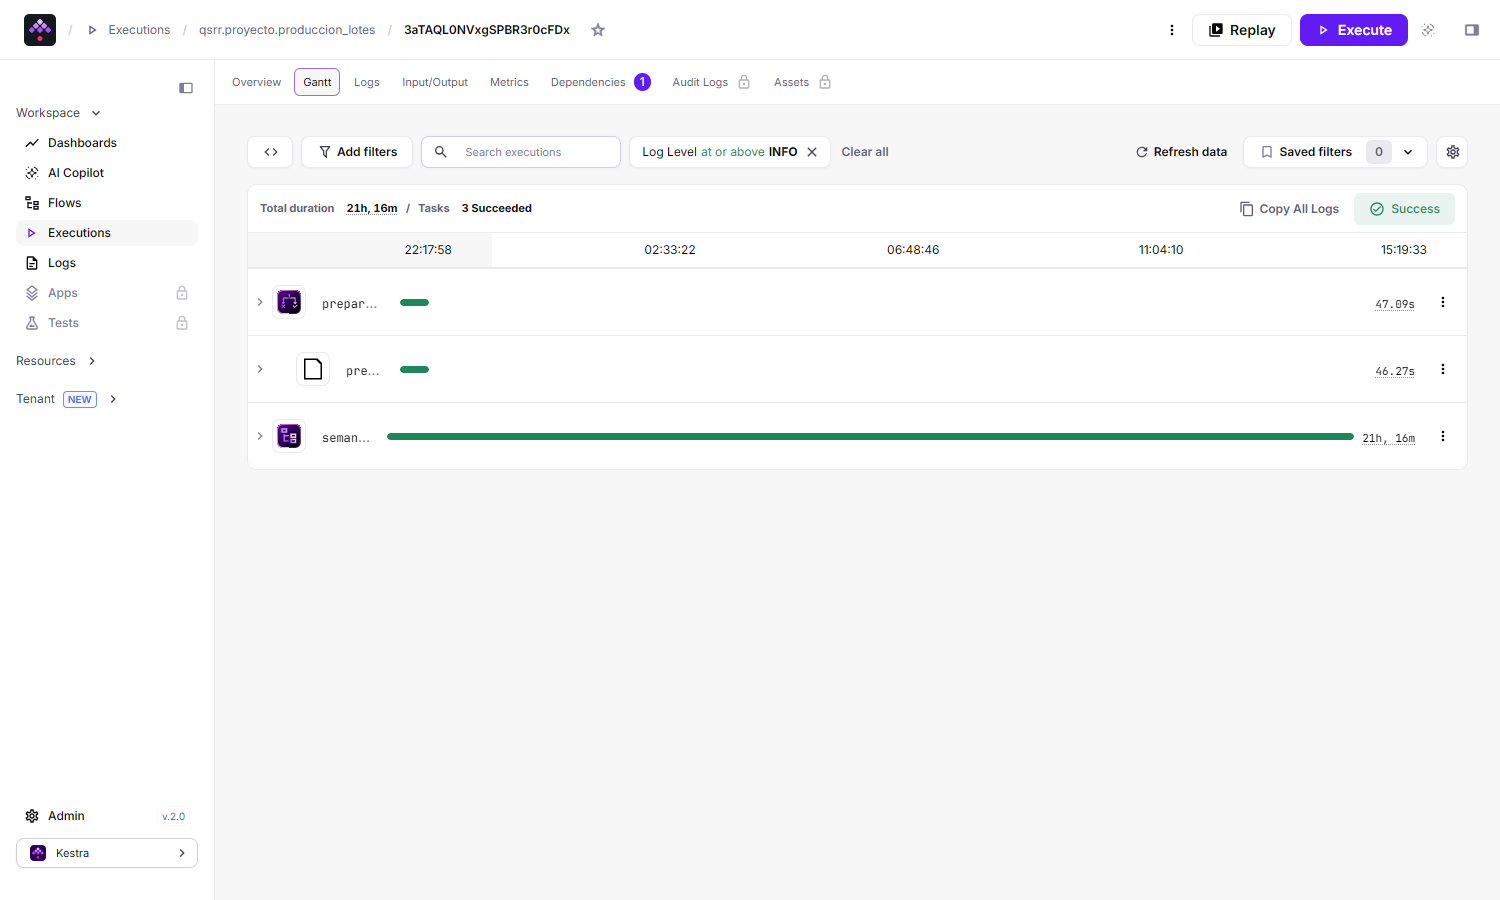 / Executions / qsrr.proyecto.produccion_lotes / 3aTAQL0NVxgSPBR3r0cFDx
Replay
Execute
Workspace
Dashboards
AI Copilot
Flows
Executions
Logs
Apps
Tests
Resources
Tenant NEW
Admin v.2.0
Kestra
Overview Gantt Logs Input/Output Metrics Dependencies 1 Audit Logs Assets
Add filters Search executions Log Level at or above INFO Clear all Refresh data Saved filters 0
Total duration 21h, 16m / Tasks 3 Succeeded Copy All Logs Success
22:17:58 02:33:22 06:48:46 11:04:10 15:19:33
prepar... 47.09s
pre... 46.27s
seman... 21h, 16m